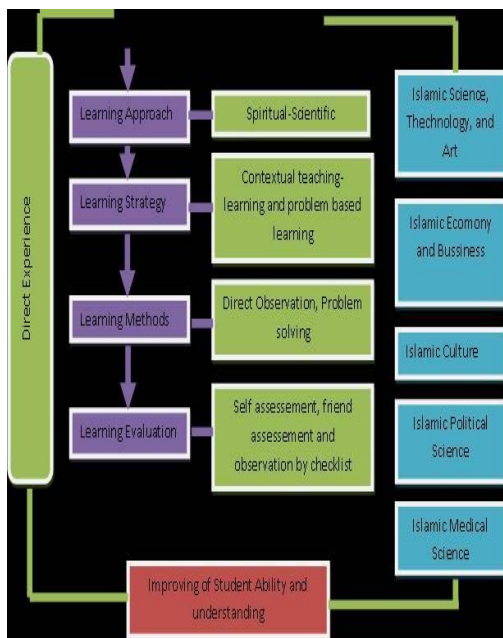 Direct Experience
Learning Approach
Spiritual-Scientific
Learning Strategy
Contextual teaching-
learning and problem based
learning
Learning Methods
Direct Observation, Problem
solving
Learning Evaluation
Self assessment, friend
assessment and
observation by checklist
Islamic Science,
Thechnology, and
Art
Islamic Ecomony
and Bussiness
Islamic Culture
Islamic Political
Science
Islamic Medical
Science
Improving of Student Ability and
understanding